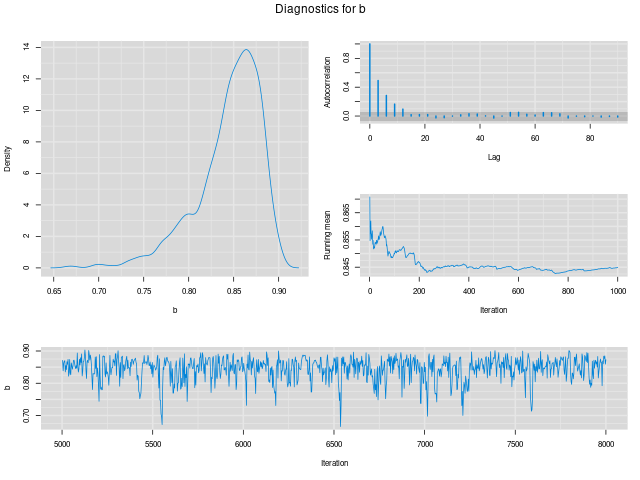 Diagnostics for b
Density
0 2 4 6 8 10 12 14
0.65 0.70 0.75 0.80 0.85 0.90
b
Autocorrelation
0.0 0.4 0.8
0 20 40 60 80
Lag
Running mean
0.845 0.855 0.865
0 200 400 600 800 1000
Iteration
b
0.70 0.80 0.90
5000 5500 6000 6500 7000 7500 8000
Iteration